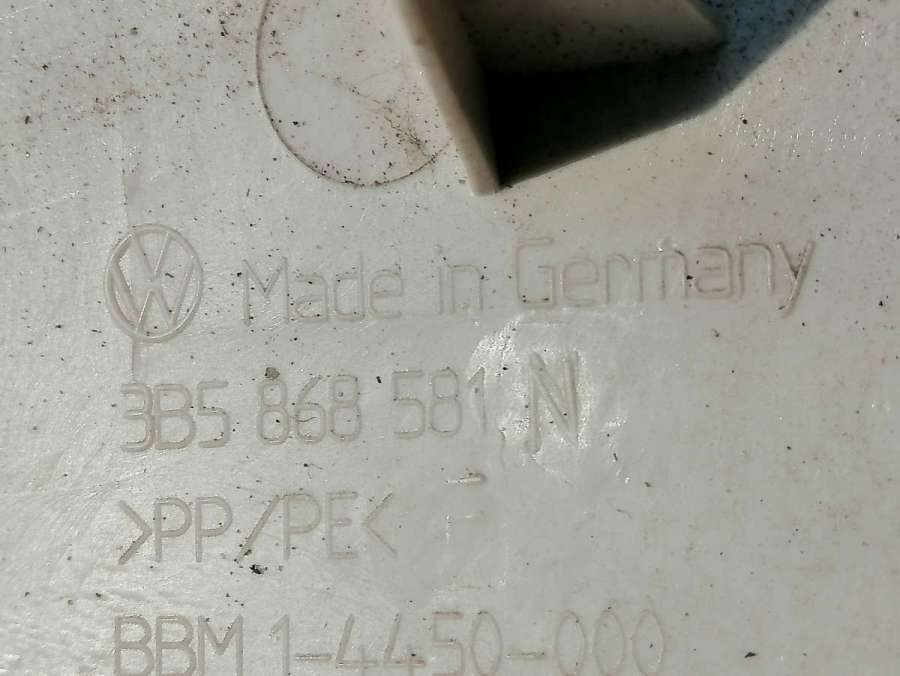 Made in Germany
3B5 868 581 N
>PP/PE<
BBM 1-4450-000